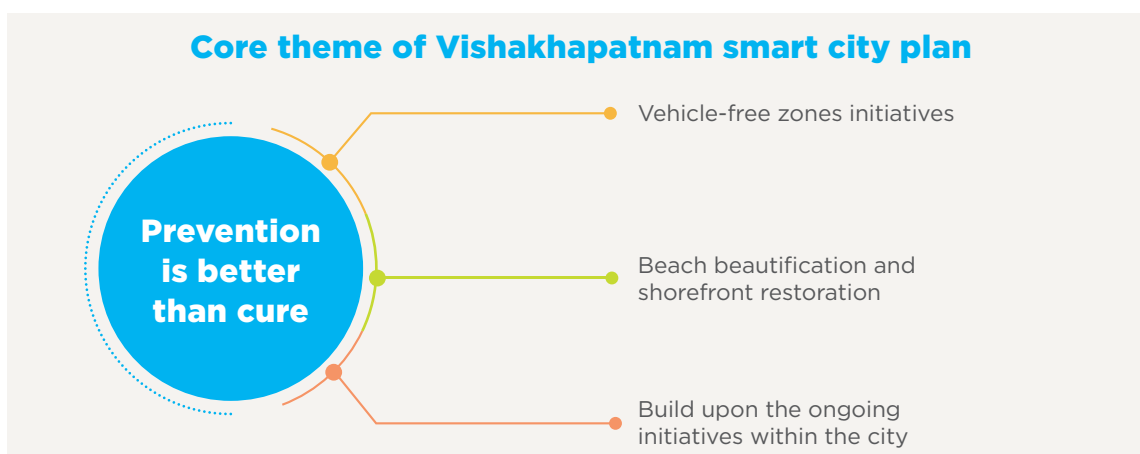 Core theme of Vishakhapatnam smart city plan
Prevention
is better
than cure
Vehicle-free zones initiatives
Beach beautification and
shorefront restoration
Build upon the ongoing
initiatives within the city